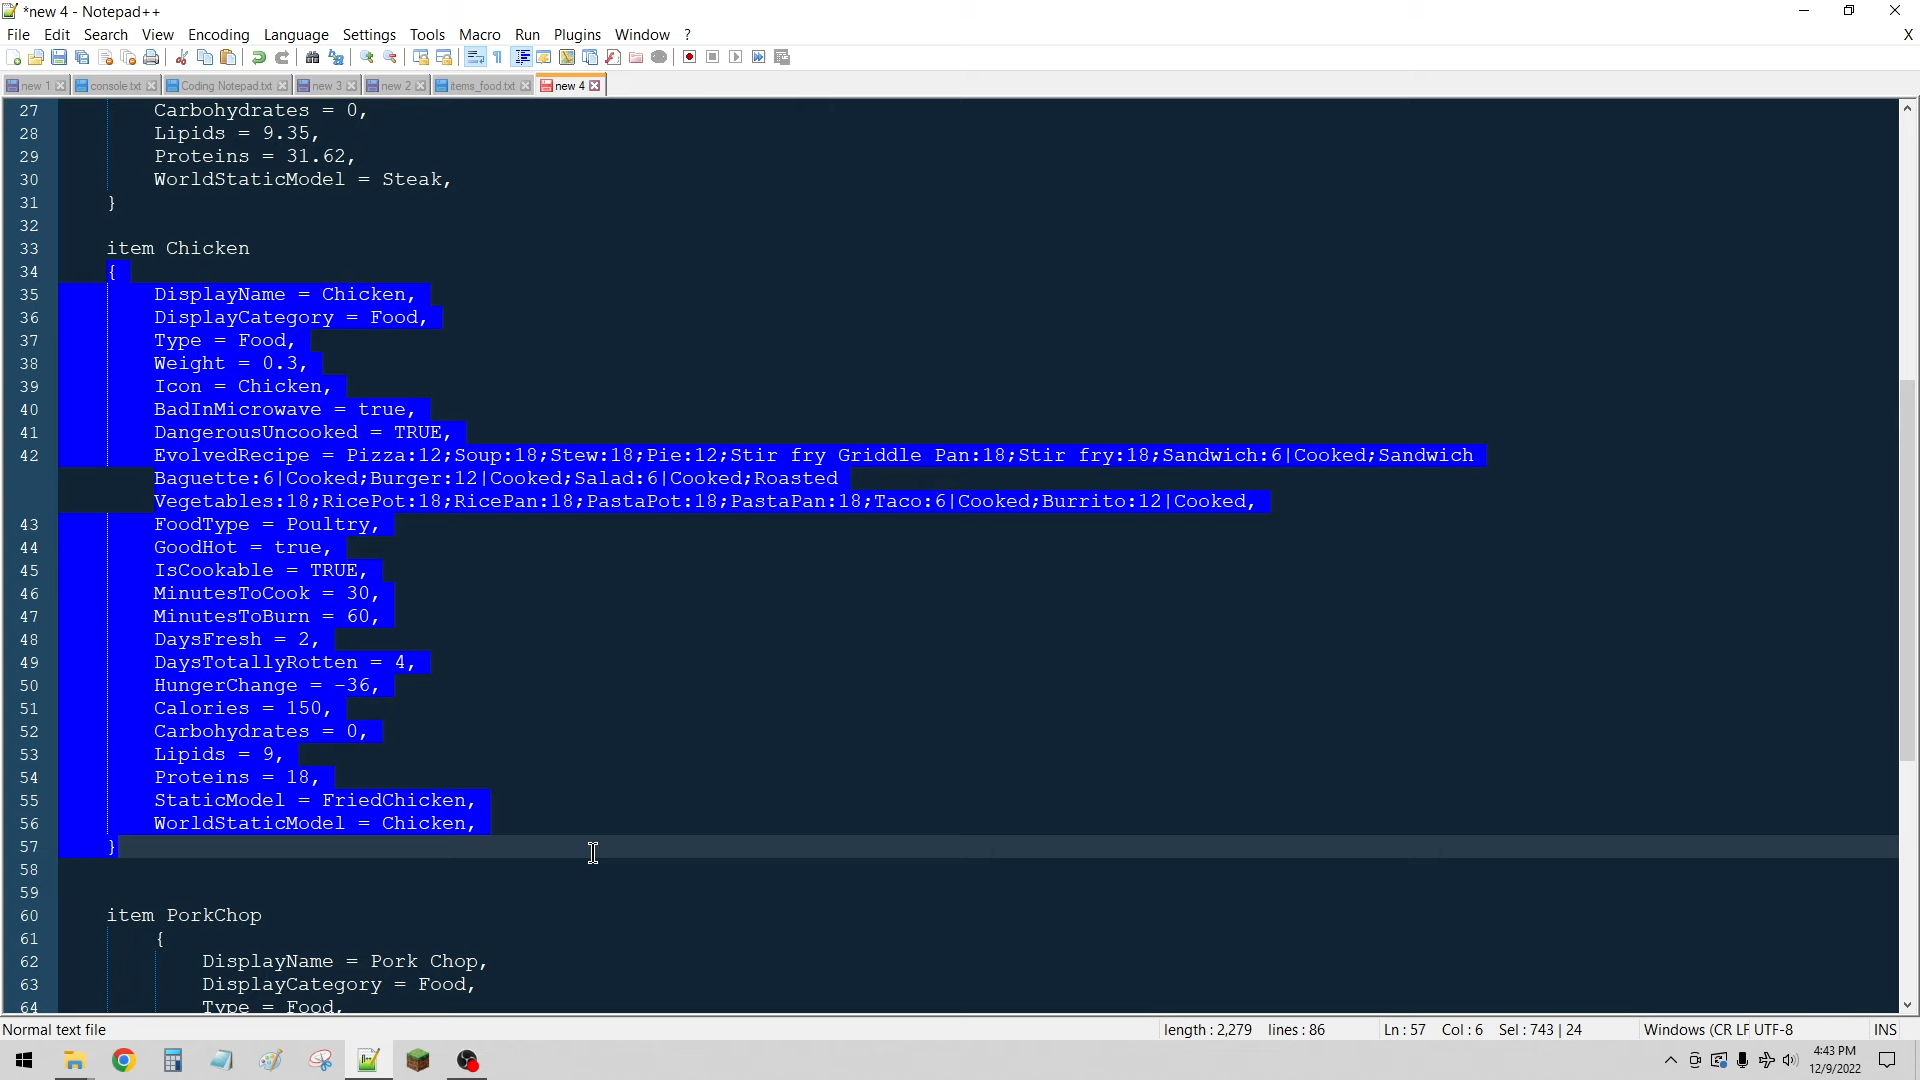 *new 4 - Notepad++
File Edit Search View Encoding Language Settings Tools Macro Run Plugins Window ? X
new 1 console.txt Coding Notepad.txt new 3 new 2 items_food.txt new 4
27 Carbohydrates = 0,
28 Lipids = 9.35,
29 Proteins = 31.62,
30 WorldStaticModel = Steak,
31 }
32
33 item Chicken
34 {
35 DisplayName = Chicken,
36 DisplayCategory = Food,
37 Type = Food,
38 Weight = 0.3,
39 Icon = Chicken,
40 BadInMicrowave = true,
41 DangerousUncooked = TRUE,
42 EvolvedRecipe = Pizza:12;Soup:18;Stew:18;Pie:12;Stir fry Griddle Pan:18;Stir fry:18;Sandwich:6|Cooked;Sandwich
Baguette:6|Cooked;Burger:12|Cooked;Salad:6|Cooked;Roasted
Vegetables:18;RicePot:18;RicePan:18;PastaPot:18;PastaPan:18;Taco:6|Cooked;Burrito:12|Cooked,
43 FoodType = Poultry,
44 GoodHot = true,
45 IsCookable = TRUE,
46 MinutesToCook = 30,
47 MinutesToBurn = 60,
48 DaysFresh = 2,
49 DaysTotallyRotten = 4,
50 HungerChange = -36,
51 Calories = 150,
52 Carbohydrates = 0,
53 Lipids = 9,
54 Proteins = 18,
55 StaticModel = FriedChicken,
56 WorldStaticModel = Chicken,
57 }
58
59
60 item PorkChop
61 {
62 DisplayName = Pork Chop,
63 DisplayCategory = Food,
64 Type = Food,
Normal text file length : 2,279 lines : 86 Ln : 57 Col : 6 Sel : 743 | 24 Windows (CR LF UTF-8 INS
4:43 PM
12/9/2022